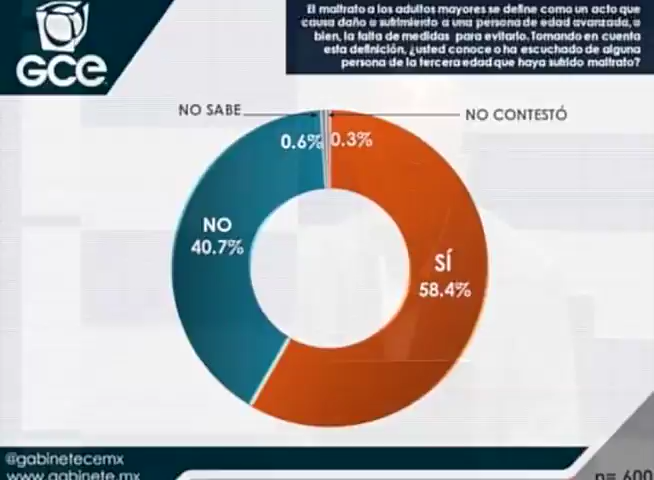 El maltrato a los adultos mayores se define como un acto que
causa daño o sufrimiento a una persona de edad avanzada, o
bien, la falta de medidas para evitarlo. Tomando en cuenta
esta definición, ¿usted conoce o ha escuchado de alguna
persona de la tercera edad que haya sufrido maltrato?
GCE
NO SABE
NO CONTESTÓ
0.6%
0.3%
NO
40.7%
SÍ
58.4%
@gabinetecemx
www.gabinete.mx
n= 600